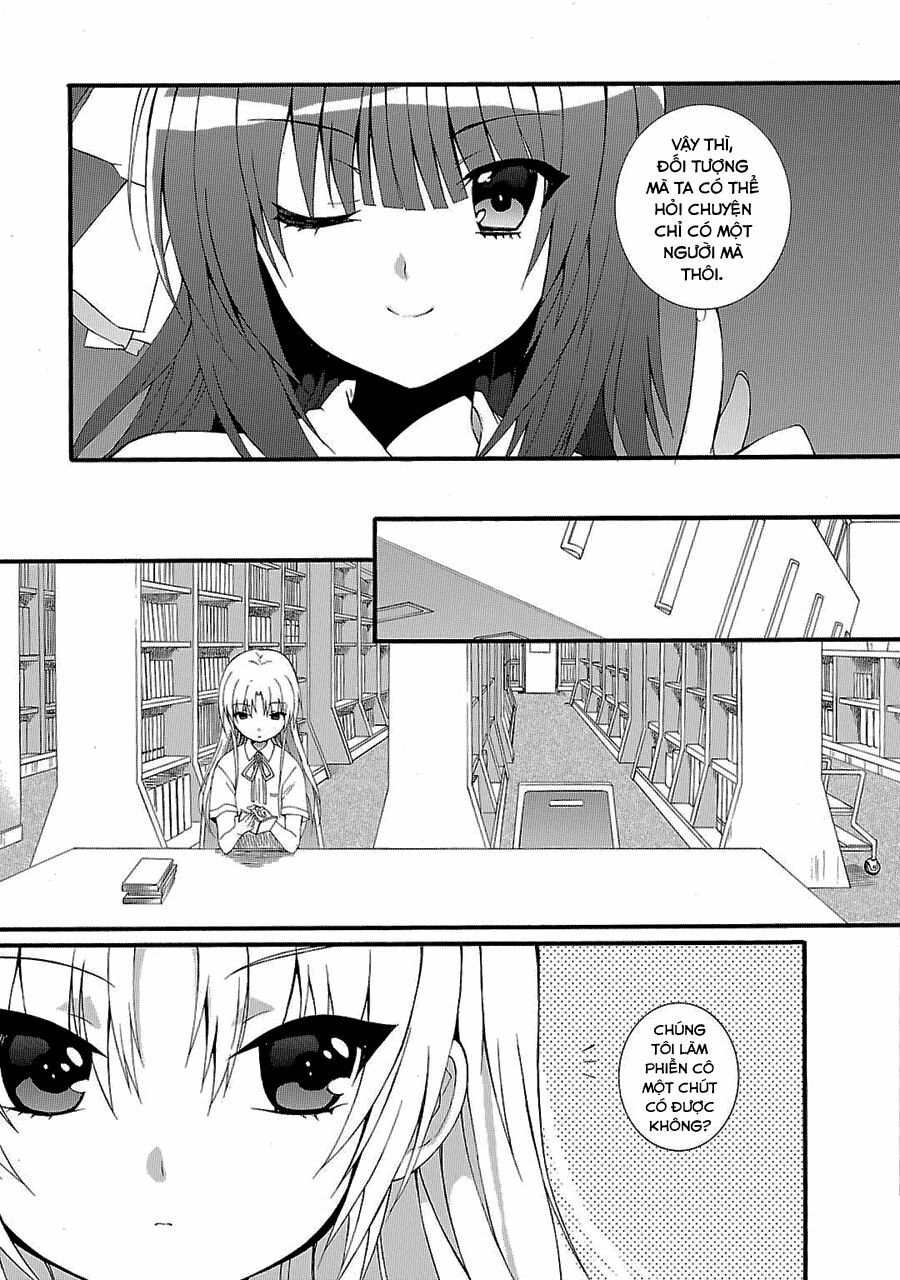 VẬY THÌ,
ĐỐI TƯỢNG
MÀ TA CÓ THỂ
HỎI CHUYỆN
CHỈ CÓ MỘT
NGƯỜI MÀ
THÔI.
CHÚNG
TÔI LÀM
PHIỀN CÔ
MỘT CHÚT
CÓ ĐƯỢC
KHÔNG?